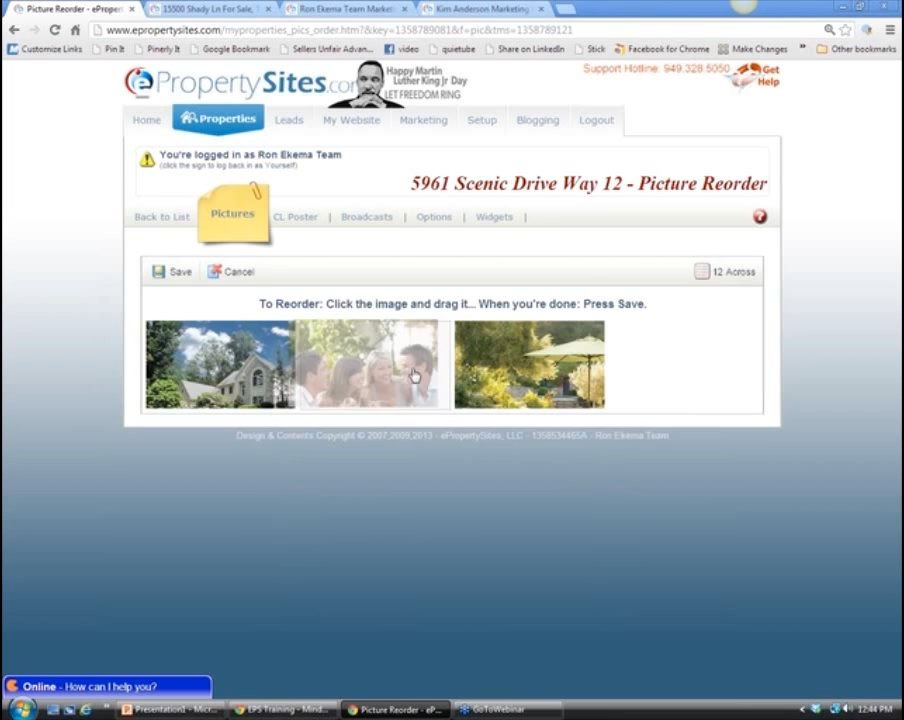 Picture Reorder - ePropert
15500 Shady Ln For Sale,
Ron Ekema Team Market
Kim Anderson Marketing
www.epropertysites.com/myproperties_pics_order.htm?&key=1358789081&f=pic&tms=1358789121
Customize Links
Pin It
Pinerly It
Google Bookmark
Sellers Unfair Advan...
video
quietube
Share on LinkedIn
Stick
Facebook for Chrome
Make Changes
»
Other bookmarks
ePropertySites.com
Happy Martin
Luther King Jr Day
LET FREEDOM RING
Support Hotline: 949.328.5050
Get
Help
Home
Properties
Leads
My Website
Marketing
Setup
Blogging
Logout
You're logged in as Ron Ekema Team
(click the sign to log back in as Yourself)
5961 Scenic Drive Way 12 - Picture Reorder
Back to List
Pictures
CL Poster |
Broadcasts |
Options |
Widgets |
?
Save
Cancel
12 Across
To Reorder: Click the image and drag it... When you're done: Press Save.
Design & Contents Copyright © 2007,2009,2013 - ePropertySites, LLC - 1358534465A - Ron Ekema Team
Online - How can I help you?
Presentation1 - Micr...
EPS Training - Mind...
Picture Reorder - eP...
GoToWebinar
12:44 PM